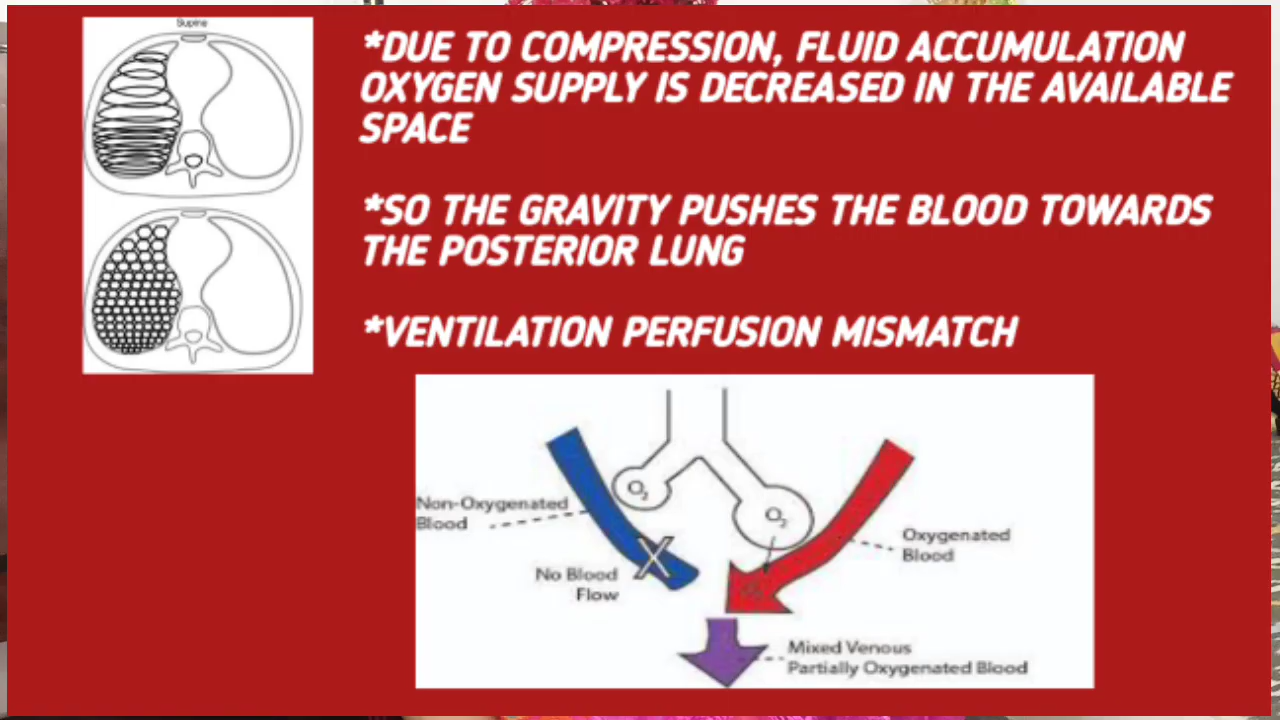 Supine
*DUE TO COMPRESSION, FLUID ACCUMULATION
OXYGEN SUPPLY IS DECREASED IN THE AVAILABLE
SPACE
*SO THE GRAVITY PUSHES THE BLOOD TOWARDS
THE POSTERIOR LUNG
*VENTILATION PERFUSION MISMATCH
O2
O2
Non-Oxygenated
Blood
Oxygenated
Blood
No Blood
Flow
Mixed Venous
Partially Oxygenated Blood